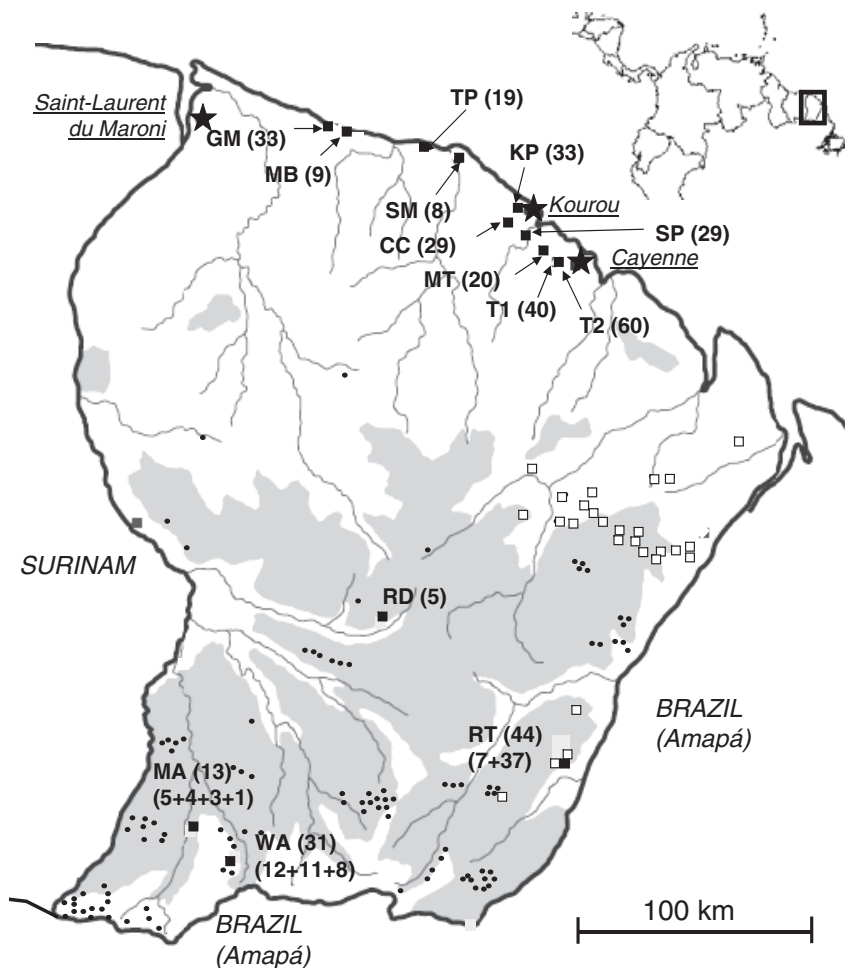 Saint-Laurent
du Maroni
GM (33)
MB (9)
TP (19)
SM (8)
KP (33)
Kourou
CC (29)
SP (29)
MT (20)
Cayenne
T1 (40)
T2 (60)
SURINAM
RD (5)
BRAZIL
(Amapá)
RT (44)
(7+37)
MA (13)
(5+4+3+1)
WA (31)
(12+11+8)
100 km
BRAZIL
(Amapá)